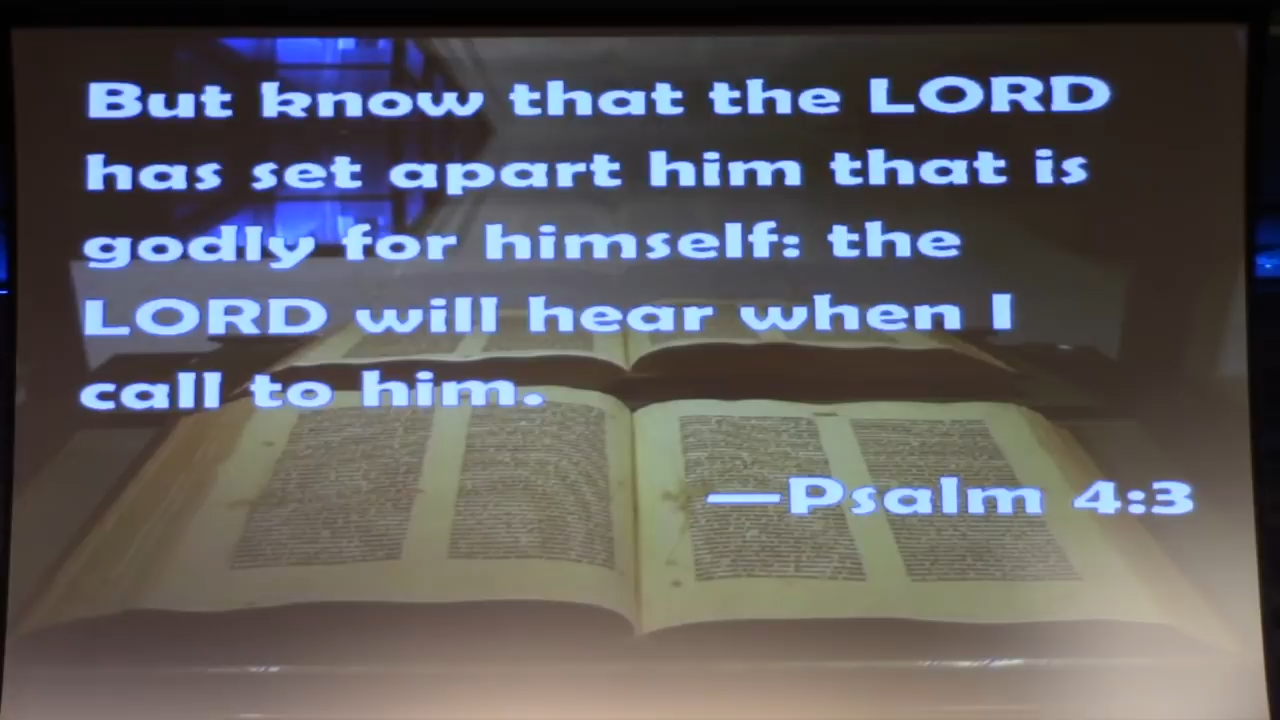 But know that the LORD
has set apart him that is
godly for himself: the
LORD will hear when I
call to him.
—Psalm 4:3